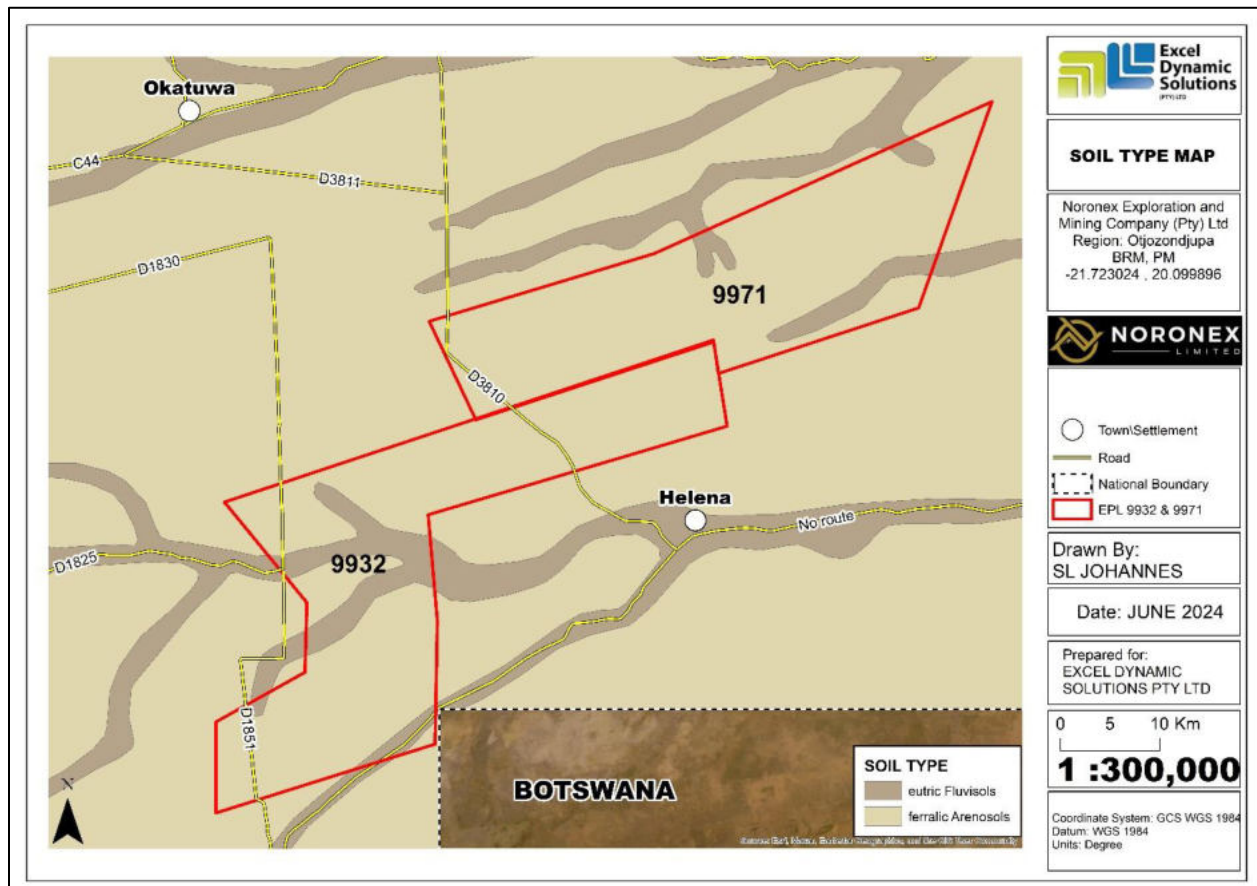 Okatuwa
C44
D3811
D1830
9971
D3810
Helena
No route
D1825
9932
D1851
N
BOTSWANA
SOIL TYPE
eutric Fluvisols
ferralic Arenosols
Excel
Dynamic
Solutions
(PTY) LTD
SOIL TYPE MAP
Noronex Exploration and
Mining Company (Pty) Ltd
Region: Otjozondjupa
BRM, PM
-21.723024 , 20.099896
NORONEX
LIMITED
Town\Settlement
Road
National Boundary
EPL 9932 & 9971
Drawn By:
SL JOHANNES
Date: JUNE 2024
Prepared for:
EXCEL DYNAMIC
SOLUTIONS PTY LTD
0 5 10 Km
1 :300,000
Coordinate System: GCS WGS 1984
Datum: WGS 1984
Units: Degree